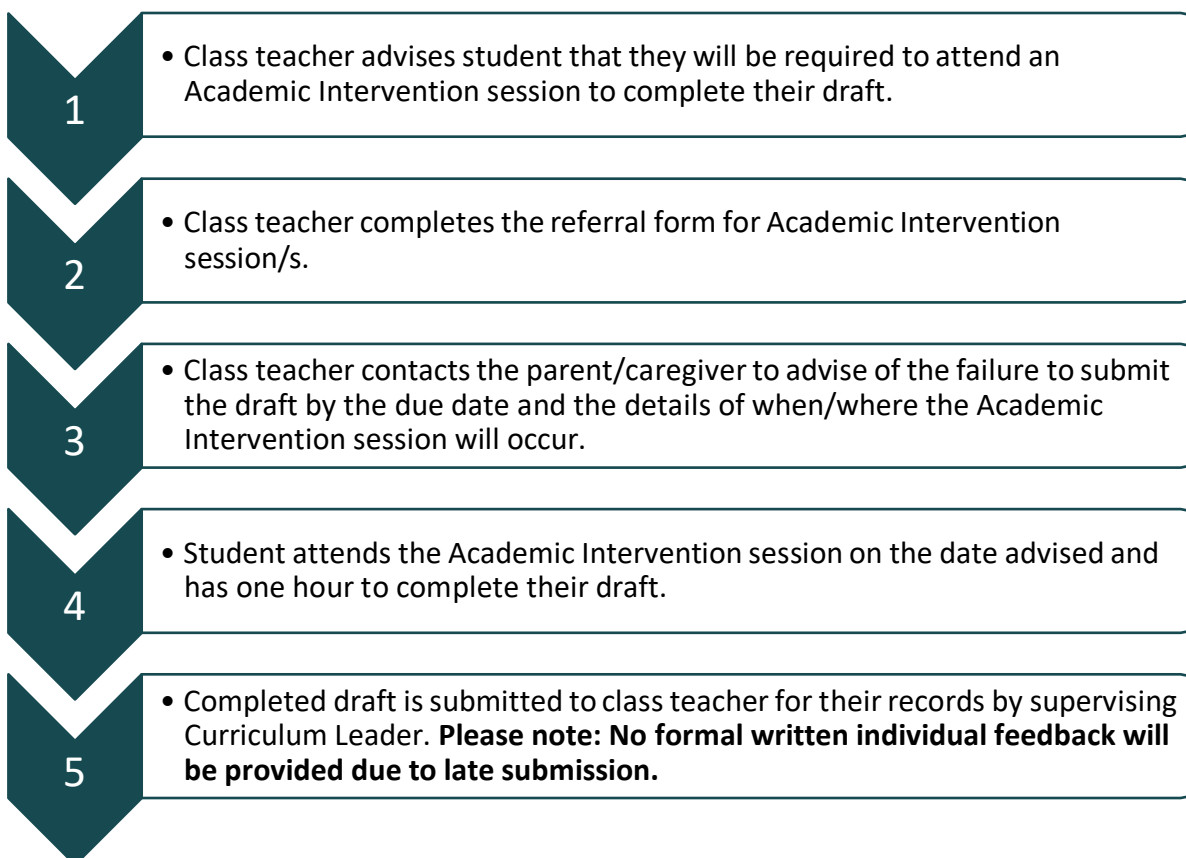 1
• Class teacher advises student that they will be required to attend an
Academic Intervention session to complete their draft.
2
• Class teacher completes the referral form for Academic Intervention
session/s.
3
• Class teacher contacts the parent/caregiver to advise of the failure to submit
the draft by the due date and the details of when/where the Academic
Intervention session will occur.
4
• Student attends the Academic Intervention session on the date advised and
has one hour to complete their draft.
5
• Completed draft is submitted to class teacher for their records by supervising
Curriculum Leader. Please note: No formal written individual feedback will
be provided due to late submission.